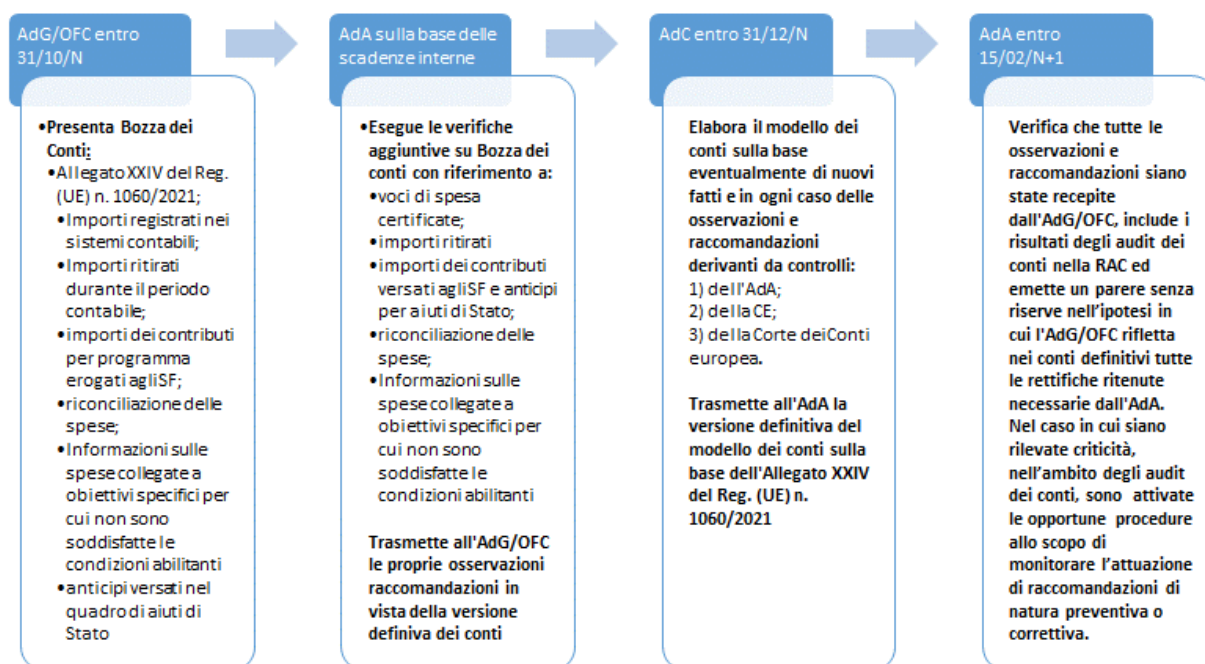 AdG/OFC entro
31/10/N
•Presenta Bozza dei
Conti:
•Allegato XXIV del Reg.
(UE) n. 1060/2021;
•Importi registrati nei
sistemi contabili;
•Importi ritirati
durante il periodo
contabile;
•importi dei contributi
per programma
erogati agli SF;
•riconciliazione delle
spese;
•Informazioni sulle
spese collegate a
obiettivi specifici per
cui non sono
soddisfatte le
condizioni abilitanti
•anticipi versati nel
quadro di aiuti di
Stato
AdA sulla base delle
scadenze interne
•Esegue le verifiche
aggiuntive su Bozza dei
conti con riferimento a:
•voci di spesa
certificate;
•importi ritirati
•importi dei contributi
versati agli SF e anticipi
per aiuti di Stato;
•riconciliazione delle
spese;
•Informazioni sulle
spese collegate a
obiettivi specifici per
cui non sono
soddisfatte le
condizioni abilitanti
Trasmette all'AdG/OFC
le proprie osservazioni
raccomandazioni in
vista della versione
definiva dei conti
AdC entro 31/12/N
Elabora il modello dei
conti sulla base
eventualmente di nuovi
fatti e in ogni caso delle
osservazioni e
raccomandazioni
derivanti da controlli:
1) dell'AdA;
2) della CE;
3) della Corte dei Conti
europea.
Trasmette all'AdA la
versione definitiva del
modello dei conti sulla
base dell'Allegato XXIV
del Reg. (UE) n.
1060/2021
AdA entro
15/02/N+1
Verifica che tutte le
osservazioni e
raccomandazioni siano
state recepite
dall'AdG/OFC, include i
risultati degli audit dei
conti nella RAC ed
emette un parere senza
riserve nell’ipotesi in
cui l'AdG/OFC rifletta
nei conti definitivi tutte
le rettifiche ritenute
necessarie dall'AdA.
Nel caso in cui siano
rilevate criticità,
nell’ambito degli audit
dei conti, sono attivate
le opportune procedure
allo scopo di
monitorare l’attuazione
di raccomandazioni di
natura preventiva o
correttiva.